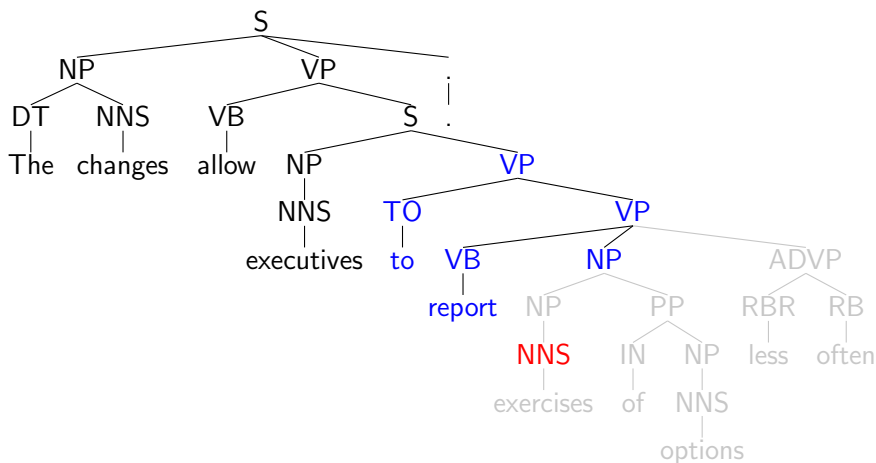 S
NP VP .
DT NNS VB S .
The changes allow NP VP
NNS TO VP
executives to VB NP ADVP
report NP PP RBR RB
NNS IN NP less often
exercises of NNS
options